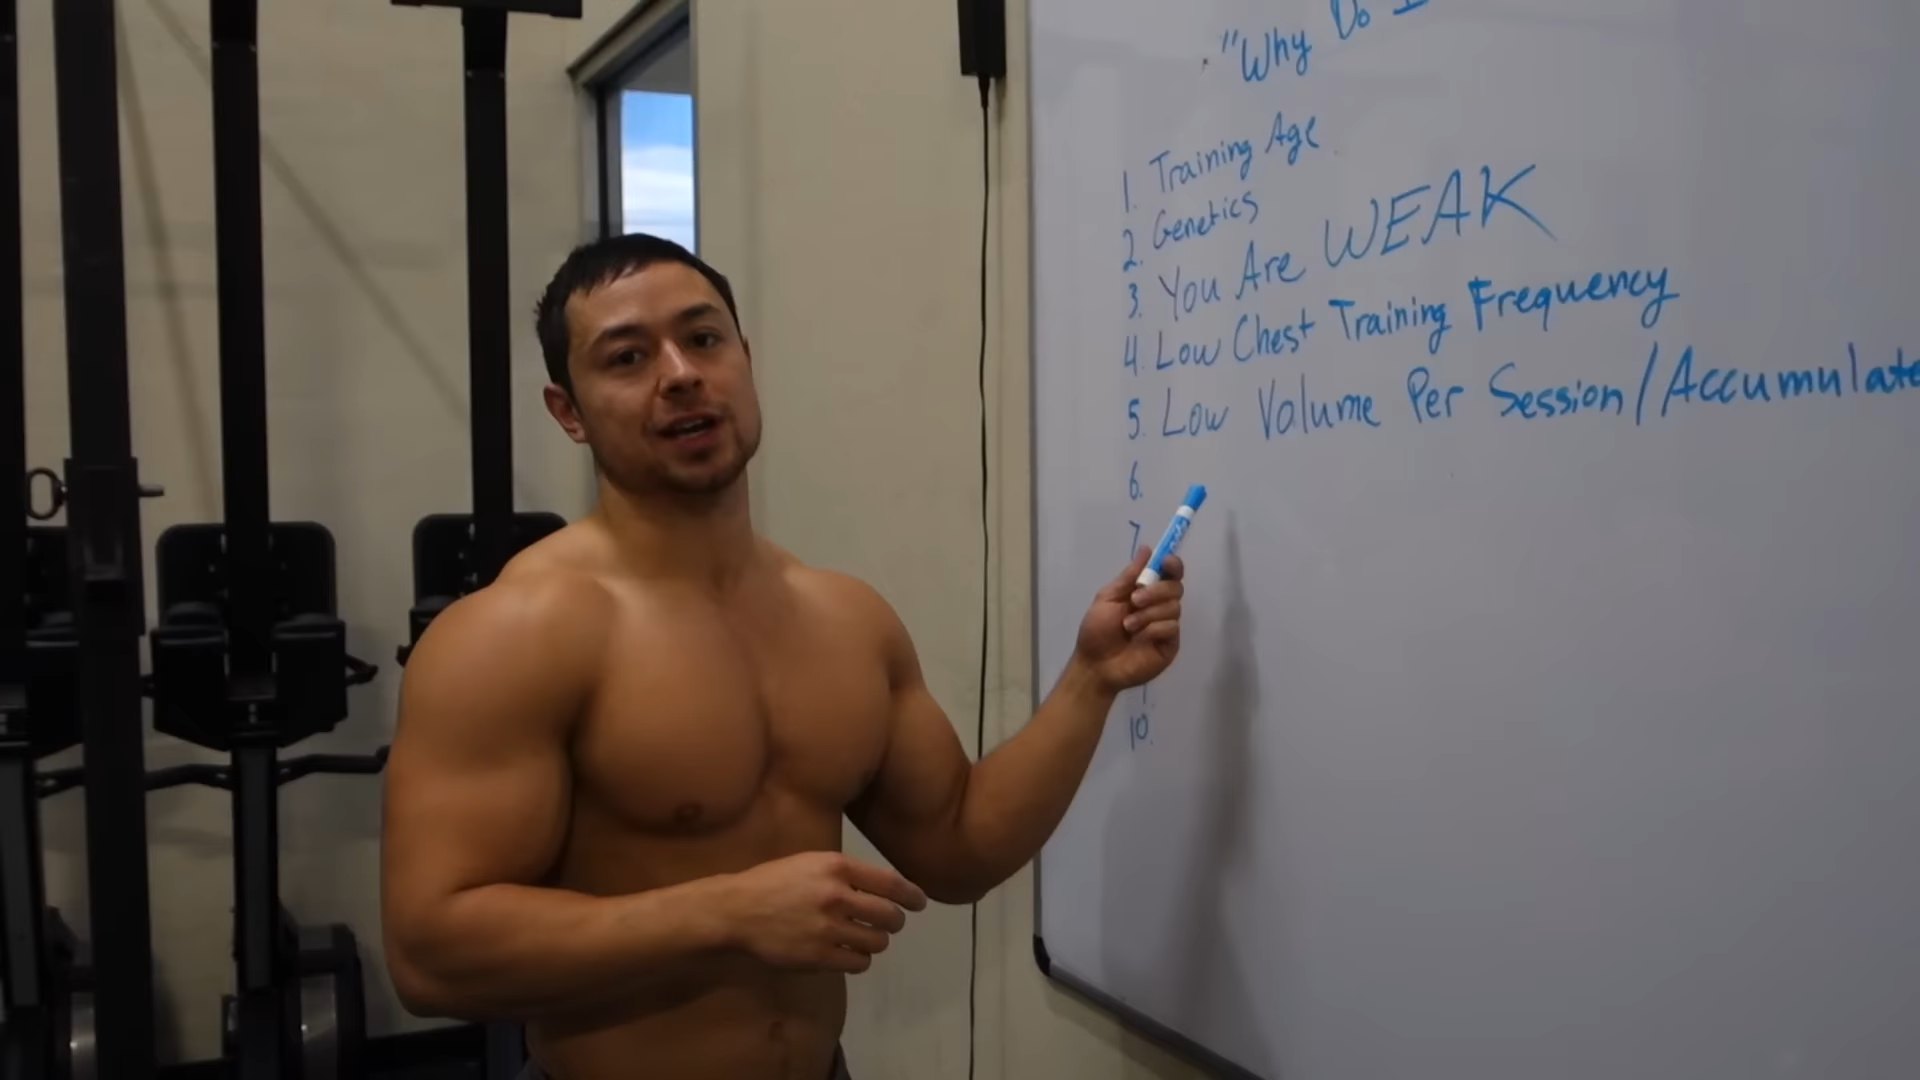 "Why Do I
1. Training Age
2. Genetics
3. You Are WEAK
4. Low Chest Training Frequency
5. Low Volume Per Session/Accumulate
6.
7
10.